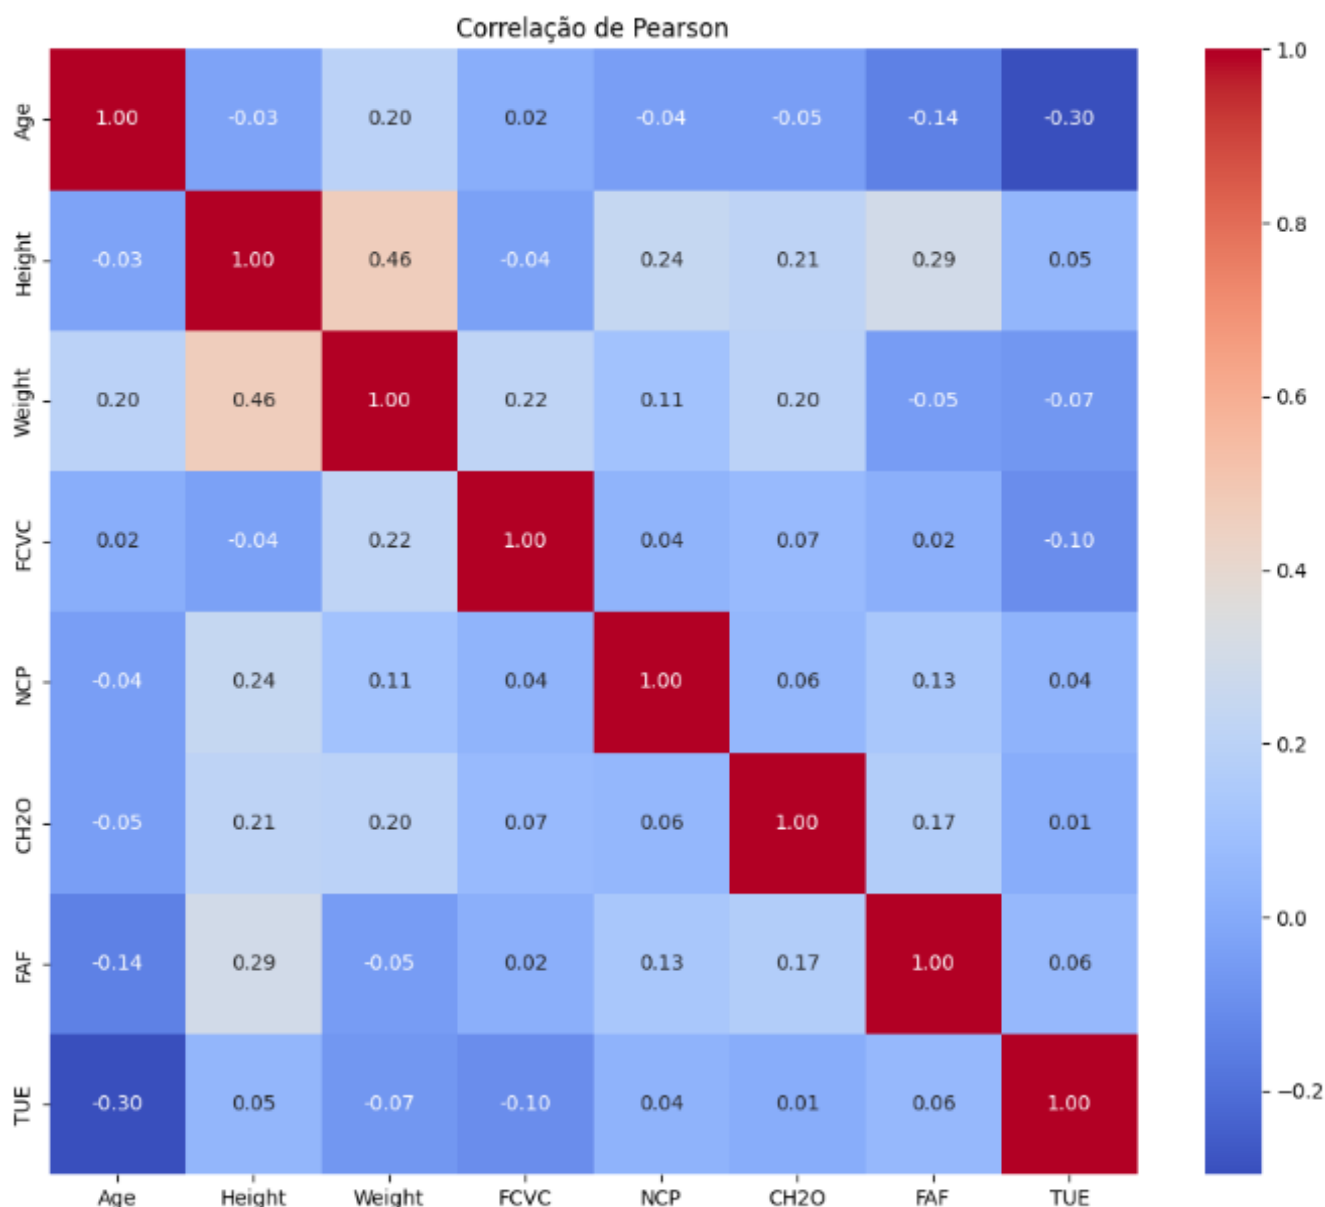 Correlação de Pearson
Age 1.00 -0.03 0.20 0.02 -0.04 -0.05 -0.14 -0.30
Height -0.03 1.00 0.46 -0.04 0.24 0.21 0.29 0.05
Weight 0.20 0.46 1.00 0.22 0.11 0.20 -0.05 -0.07
FCVC 0.02 -0.04 0.22 1.00 0.04 0.07 0.02 -0.10
NCP -0.04 0.24 0.11 0.04 1.00 0.06 0.13 0.04
CH2O -0.05 0.21 0.20 0.07 0.06 1.00 0.17 0.01
FAF -0.14 0.29 -0.05 0.02 0.13 0.17 1.00 0.06
TUE -0.30 0.05 -0.07 -0.10 0.04 0.01 0.06 1.00
Age Height Weight FCVC NCP CH2O FAF TUE
1.0
0.8
0.6
0.4
0.2
0.0
−0.2